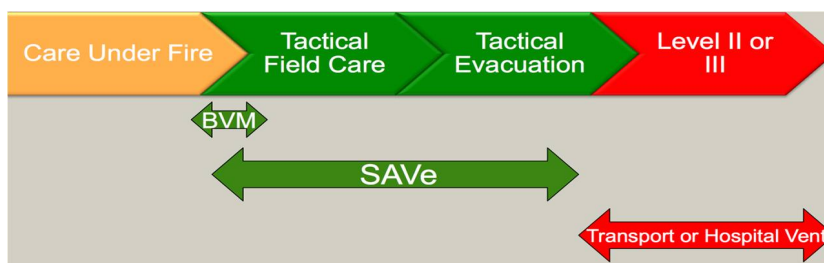 Care Under Fire
Tactical
Field Care
Tactical
Evacuation
Level II or
III
BVM
SAVe
Transport or Hospital Vent